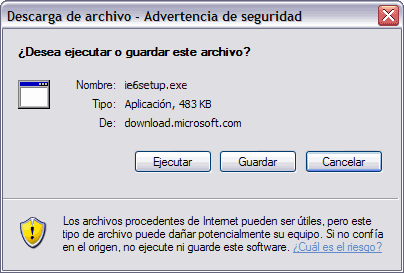 Descarga de archivo - Advertencia de seguridad
¿Desea ejecutar o guardar este archivo?
Nombre: ie6setup.exe
Tipo: Aplicación, 483 KB
De: download.microsoft.com
Ejecutar Guardar Cancelar
Los archivos procedentes de Internet pueden ser útiles, pero este
tipo de archivo puede dañar potencialmente su equipo. Si no confía
en el origen, no ejecute ni guarde este software. ¿Cuál es el riesgo?